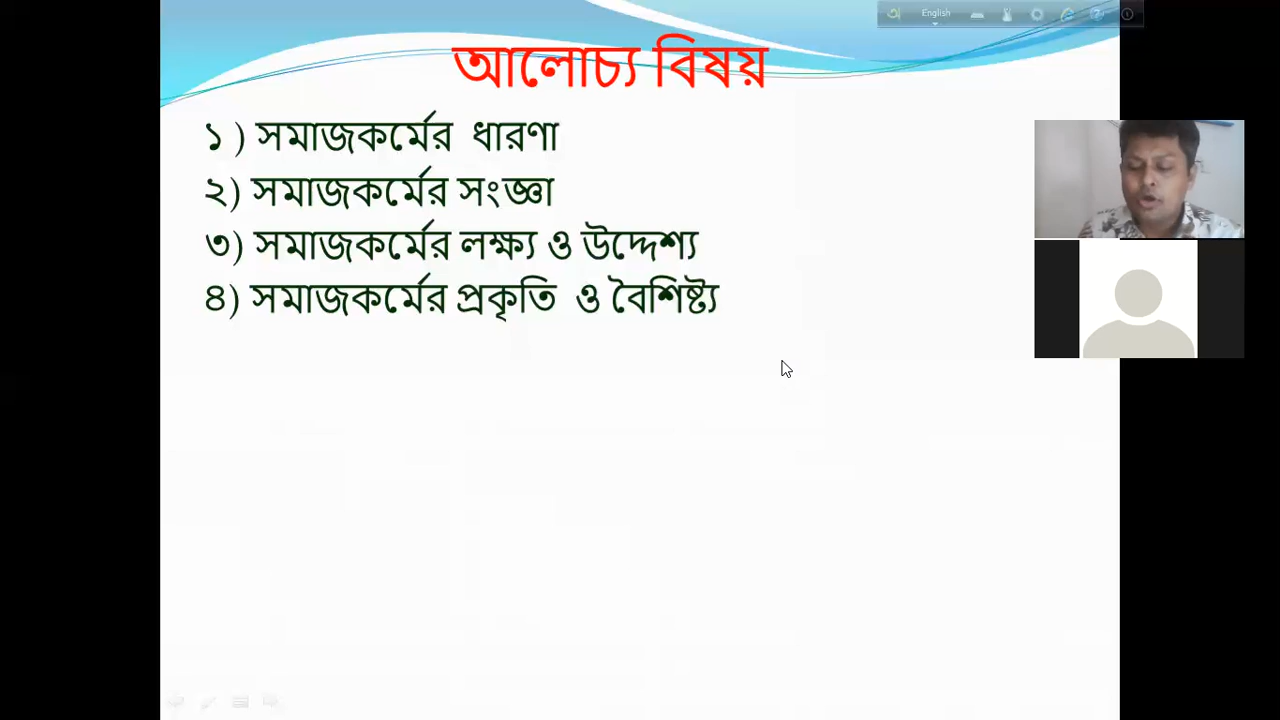 English
আলোচ্য বিষয়
১ ) সমাজকর্মের ধারণা
২) সমাজকর্মের সংজ্ঞা
৩) সমাজকর্মের লক্ষ্য ও উদ্দেশ্য
৪) সমাজকর্মের প্রকৃতি ও বৈশিষ্ট্য